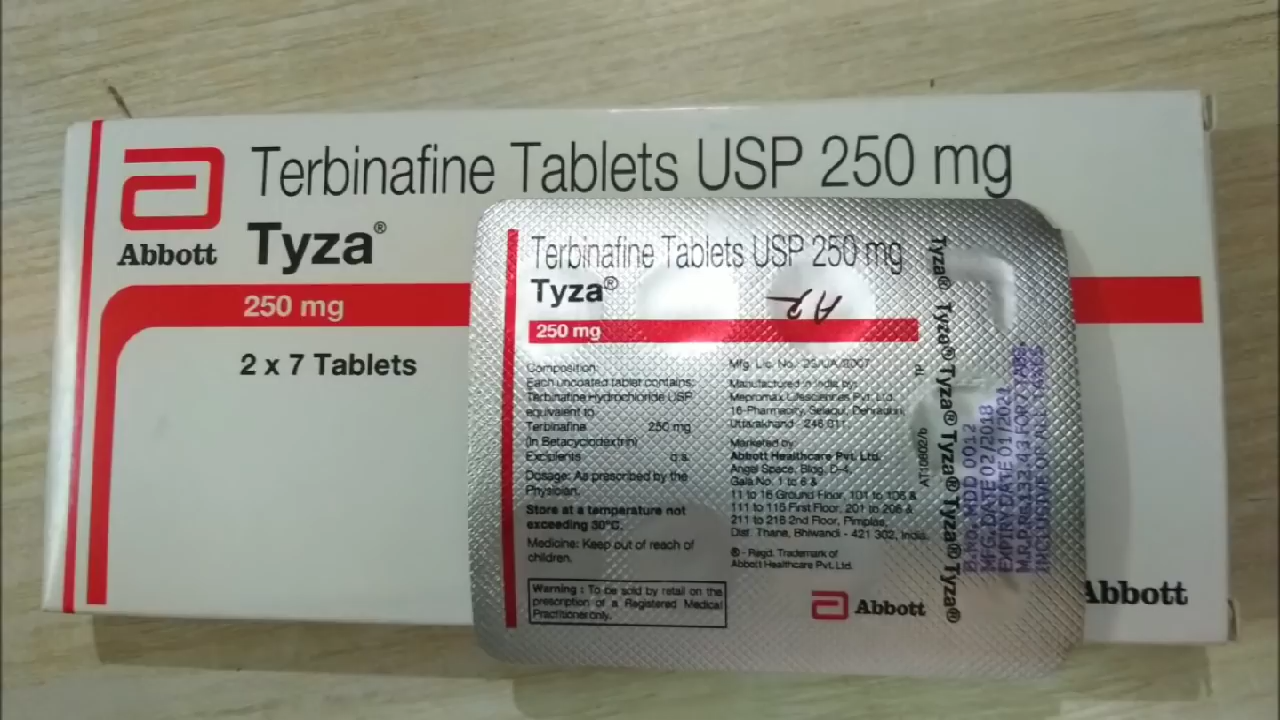 Terbinafine Tablets USP 250 mg
Abbott
Tyza®
250 mg
2 x 7 Tablets
Terbinafine Tablets USP 250 mg
Tyza®
250 mg
Composition:
Each uncoated tablet contains:
Terbinafine Hydrochloride USP
equivalent to
Terbinafine 250 mg
(In Betacyclodextrin)
Excipients q.s.
Dosage: As prescribed by the
Physician.
Store at a temperature not
exceeding 30°C.
Medicine: Keep out of reach of
children.
Warning : To be sold by retail on the
prescription of a Registered Medical
Practitioner only.
Mfg. Lic. No.
Manufactured in India by:
Mepromax Lifesciences Pvt. Ltd.
16-Pharmacity, Selaqui, Dehradun,
Uttarakhand - 248 011
Marketed by
Abbott Healthcare Pvt. Ltd.
Angel Space, Bldg. D-4,
Gala No. 1 to 6 &
11 to 16 Ground Floor, 101 to 106 &
111 to 115 First Floor, 201 to 206 &
211 to 216 2nd Floor, Pimplas,
Dist. Thane, Bhiwandi - 421 302, India.
® - Regd. Trademark of
Abbott Healthcare Pvt. Ltd.
Abbott
Tyza® Tyza® Tyza® Tyza® Tyza® Tyza®
B.NO. MDD 0012
MFG. DATE 02/2018
EXPIRY DATE 01/2021
M.R.P.RS.132.43 FOR 7 TABS.
INCLUSIVE OF ALL TAXES
Abbott